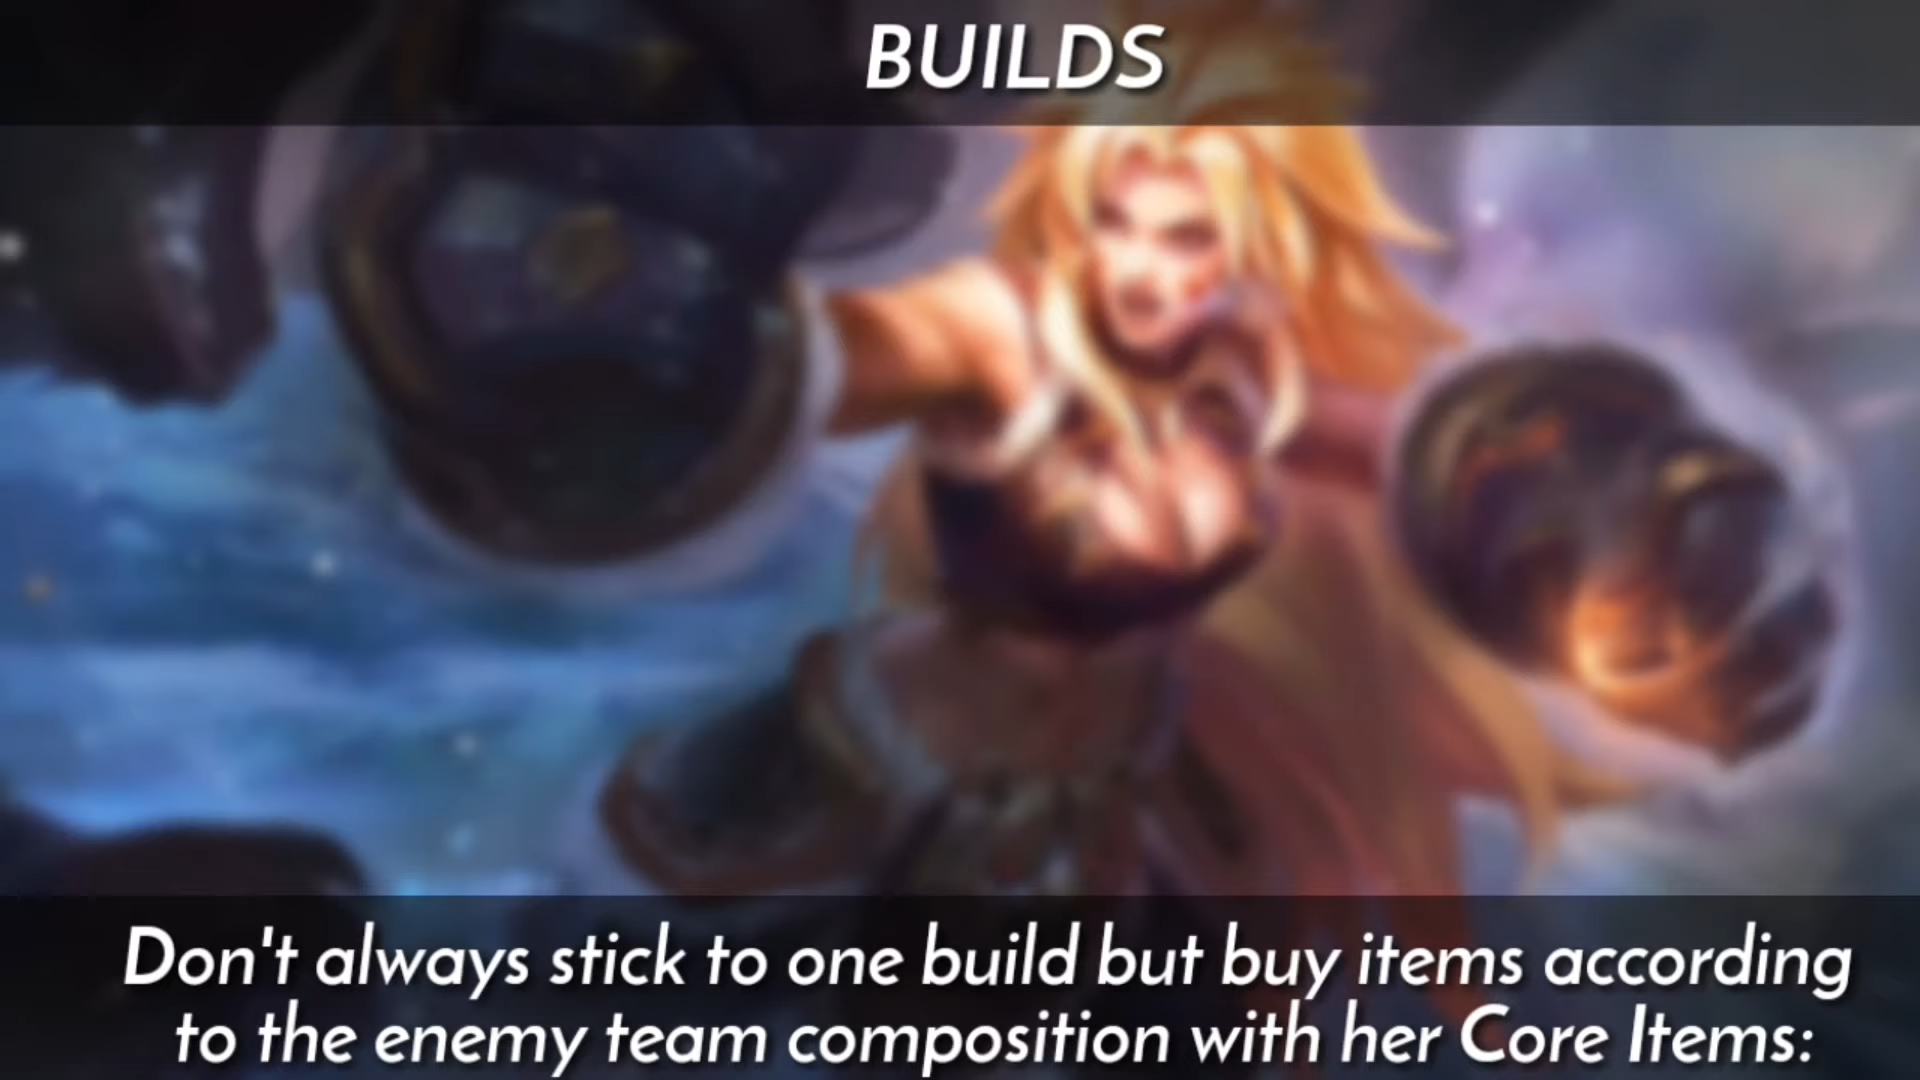 BUILDS
Don't always stick to one build but buy items according
to the enemy team composition with her Core Items: